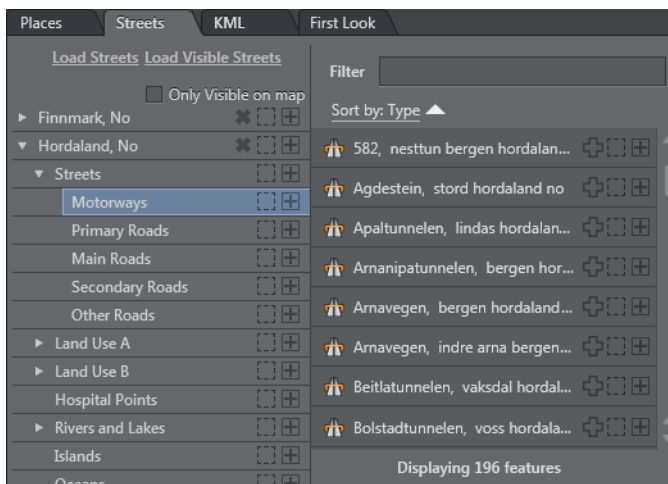 Places Streets KML First Look
Load Streets Load Visible Streets
Only Visible on map
Finnmark, No
Hordaland, No
Streets
Motorways
Primary Roads
Main Roads
Secondary Roads
Other Roads
Land Use A
Land Use B
Hospital Points
Rivers and Lakes
Islands
Oceans
Filter
Sort by: Type
582, nesttun bergen hordalan...
Agdestein, stord hordaland no
Apaltunnelen, lindas hordalan...
Arnanipatunnelen, bergen hor...
Arnavegen, bergen hordaland...
Arnavegen, indre arna bergen...
Beitlatunnelen, vaksdal hordal...
Bolstadtunnelen, voss hordala...
Displaying 196 features